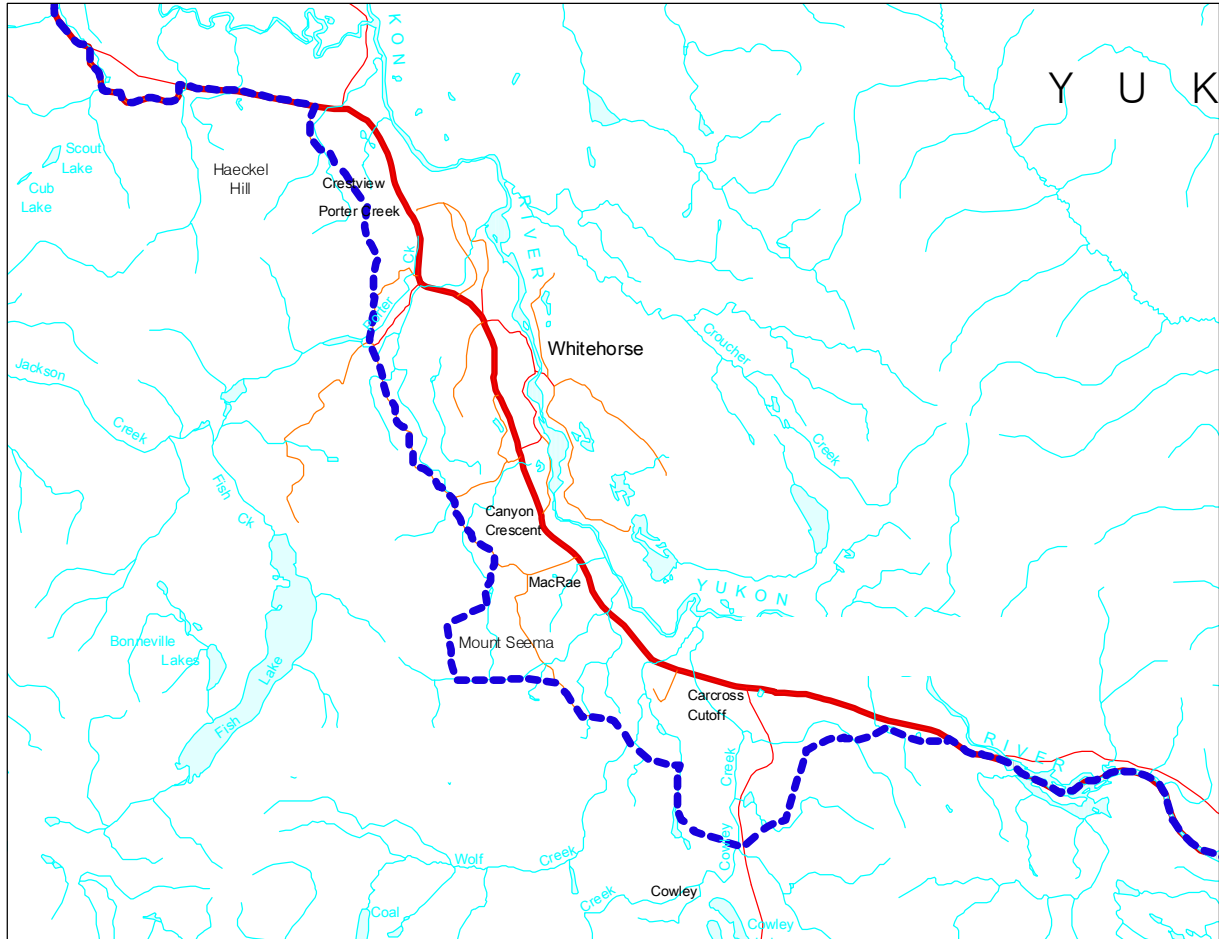 KON
Y U K
Scout
Lake
Cub
Lake
Haeckel
Hill
Crestview
Porter Creek
RIVER
Porter Ck
Whitehorse
Croucher
Creek
Jackson
Creek
Fish
Ck
Canyon
Crescent
MacRae
YUKON
Bonneville
Lakes
Mount Seema
Fish Lake
Carcross
Cutoff
RIVER
Cowley Creek
Wolf Creek
Creek
Cowley
Coal
Cowley